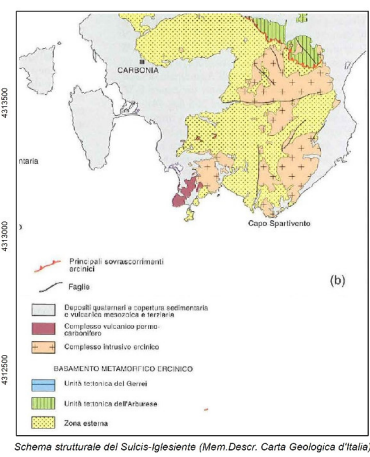 4313500
CARBONIA
ntaria
4313000
Capo Spartivento
(b)
Principali sovrascorrimenti
ercinici
Faglie
Depositi quaternari e copertura sedimentaria
e vulcanica mesozoica e terziaria
Complesso vulcanico permo-
carbonifero
Complesso intrusivo ercinico
4312500
BASAMENTO METAMORFICO ERCINICO
Unità tettonica del Gerrei
Unità tettonica dell'Arburese
Zona esterna
Schema strutturale del Sulcis-Iglesiente (Mem.Descr. Carta Geologica d'Italia)